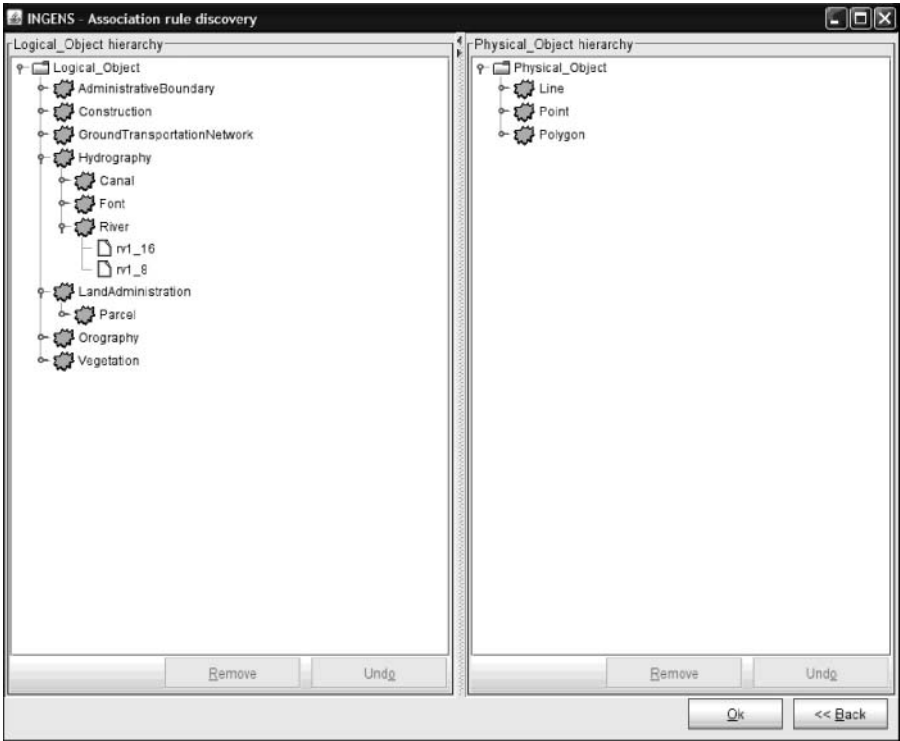 INGENS - Association rule discovery
Logical_Object hierarchy
Logical_Object
AdministrativeBoundary
Construction
GroundTransportationNetwork
Hydrography
Canal
Font
River
rv1_16
rv1_8
LandAdministration
Parcel
Orography
Vegetation
Remove
Undo
Physical_Object hierarchy
Physical_Object
Line
Point
Polygon
Remove
Undo
Ok
<< Back